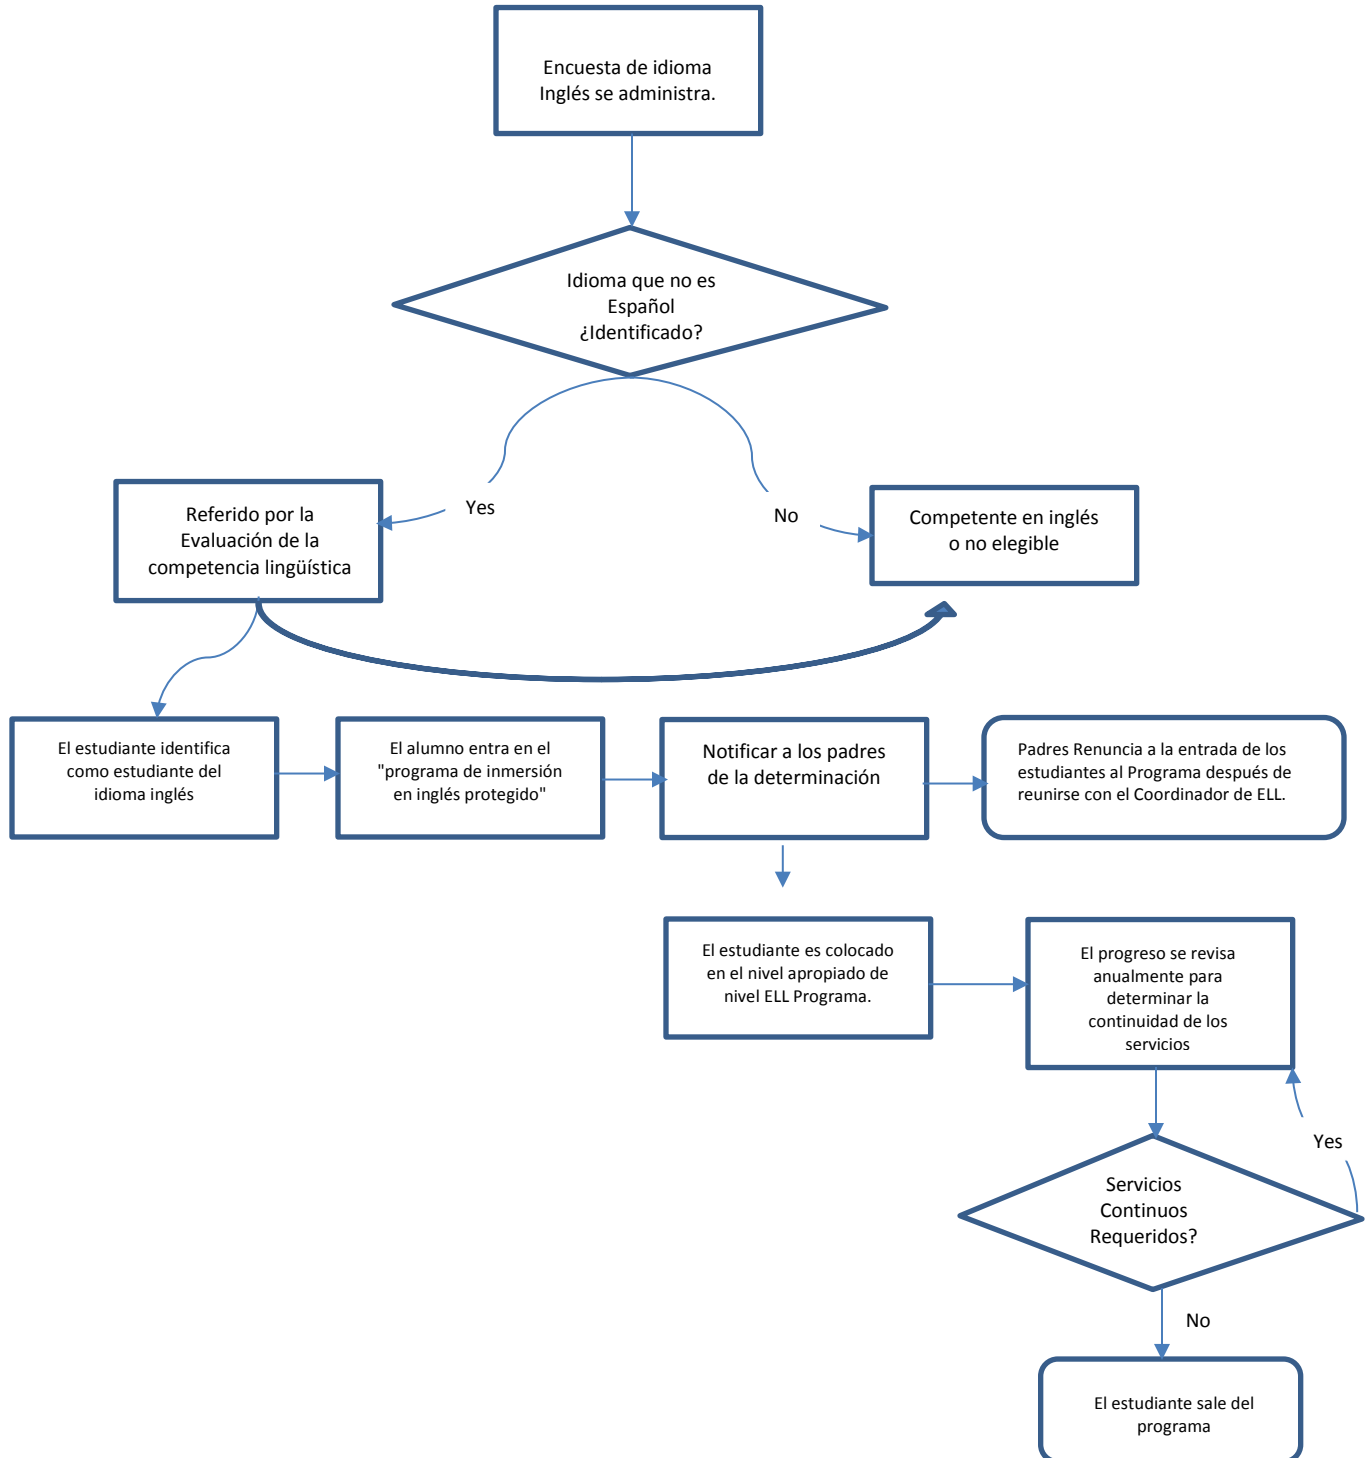 Encuesta de idioma
Inglés se administra.
Idioma que no es
Español
¿Identificado?
Yes
No
Referido por la
Evaluación de la
competencia lingüística
Competente en inglés
o no elegible
El estudiante identifica
como estudiante del
idioma inglés
El alumno entra en el
"programa de inmersión
en inglés protegido"
Notificar a los padres
de la determinación
Padres Renuncia a la entrada de los
estudiantes al Programa después de
reunirse con el Coordinador de ELL.
El estudiante es colocado
en el nivel apropiado de
nivel ELL Programa.
El progreso se revisa
anualmente para
determinar la
continuidad de los
servicios
Yes
Servicios
Continuos
Requeridos?
No
El estudiante sale del
programa